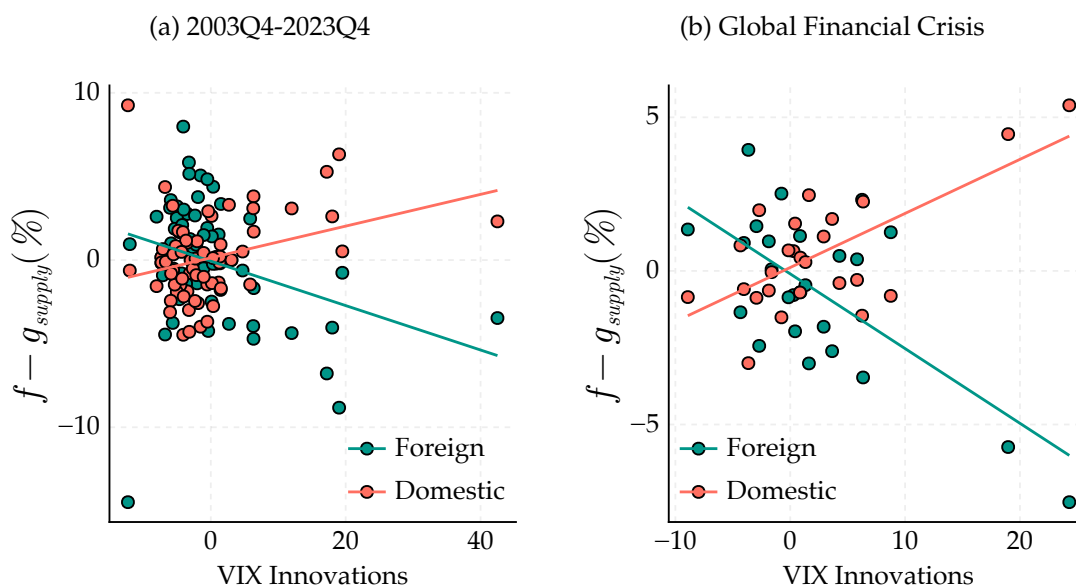 (a) 2003Q4-2023Q4
10
0
−10
f − g_supply(%)
Foreign
Domestic
0
20
40
VIX Innovations
(b) Global Financial Crisis
5
0
−5
f − g_supply(%)
Foreign
Domestic
−10
0
10
20
VIX Innovations